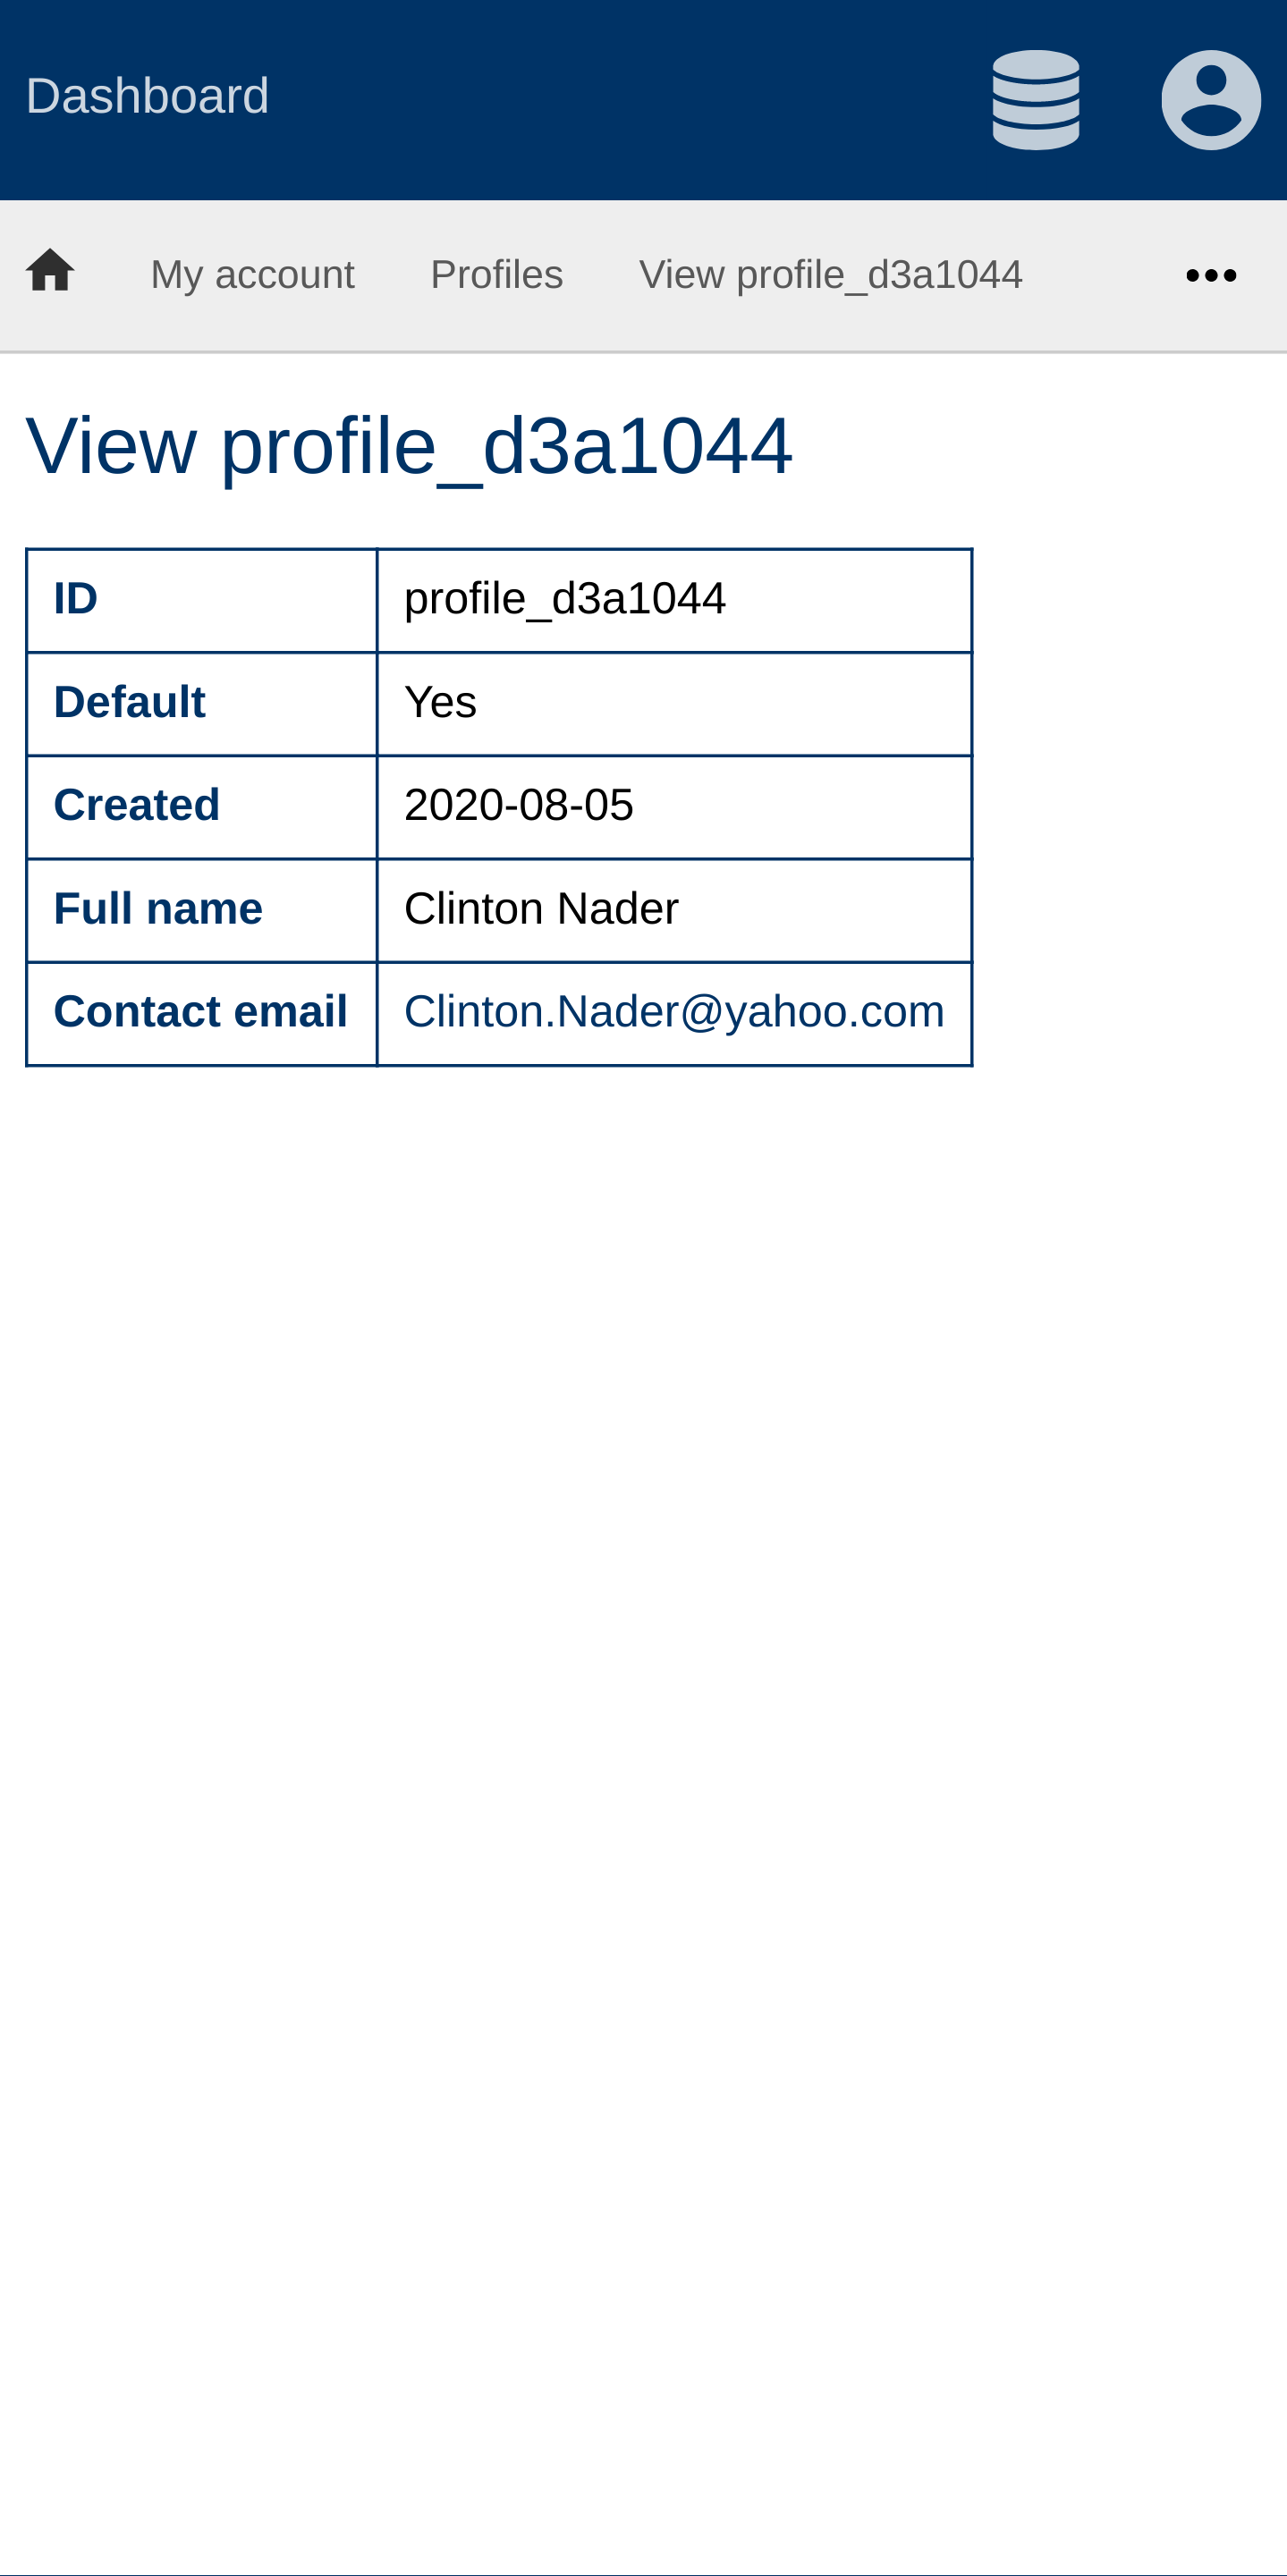 Dashboard
My account Profiles View profile_d3a1044
View profile_d3a1044
ID profile_d3a1044
Default Yes
Created 2020-08-05
Full name Clinton Nader
Contact email Clinton.Nader@yahoo.com